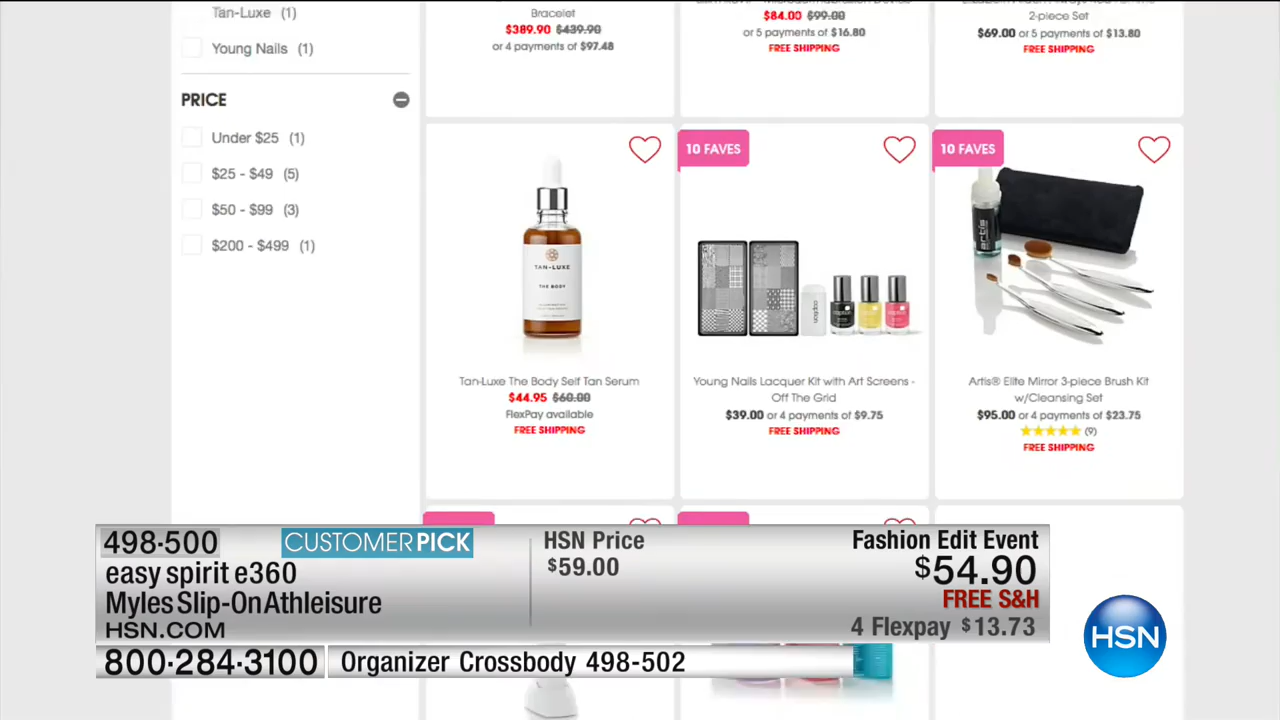 Tan-Luxe (1)
Young Nails (1)
PRICE
Under $25 (1)
$25 - $49 (5)
$50 - $99 (3)
$200 - $499 (1)
Bracelet
$389.90 $439.90
or 4 payments of $97.48
$84.00 $99.00
or 5 payments of $16.80
FREE SHIPPING
2-piece Set
$69.00 or 5 payments of $13.80
FREE SHIPPING
TAN-LUXE
THE BODY
Tan-Luxe The Body Self Tan Serum
$44.95 $60.00
FlexPay available
FREE SHIPPING
10 FAVES
Young Nails Lacquer Kit with Art Screens -
Off The Grid
$39.00 or 4 payments of $9.75
FREE SHIPPING
10 FAVES
artis
Artis® Elite Mirror 3-piece Brush Kit
w/Cleansing Set
$95.00 or 4 payments of $23.75
(9)
FREE SHIPPING
498-500
CUSTOMER PICK
easy spirit e360
Myles Slip-On Athleisure
HSN.COM
HSN Price
$59.00
Fashion Edit Event
$54.90
FREE S&H
4 Flexpay $13.73
800-284-3100
Organizer Crossbody 498-502
HSN